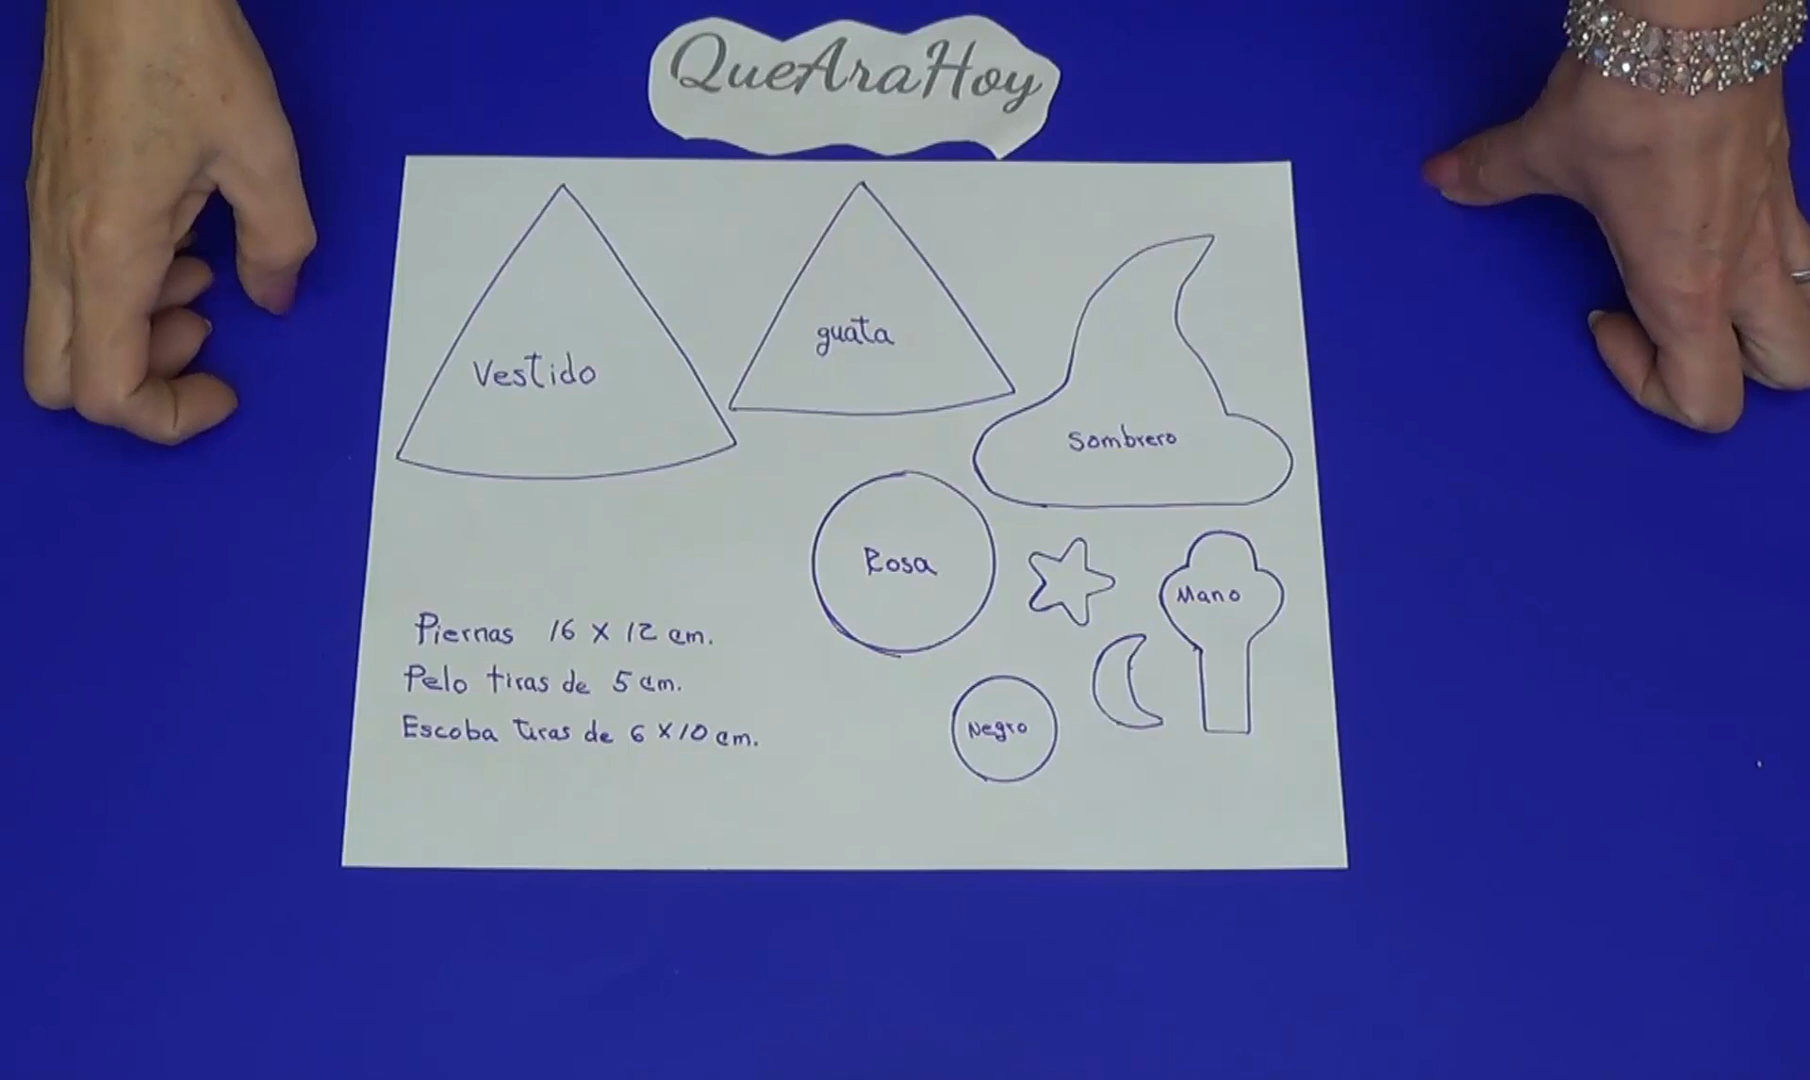 QueAraHoy
Vestido
guata
Sombrero
Rosa
Mano
Negro
Piernas 16 x 12 cm.
Pelo tiras de 5 cm.
Escoba tiras de 6 x 10 cm.